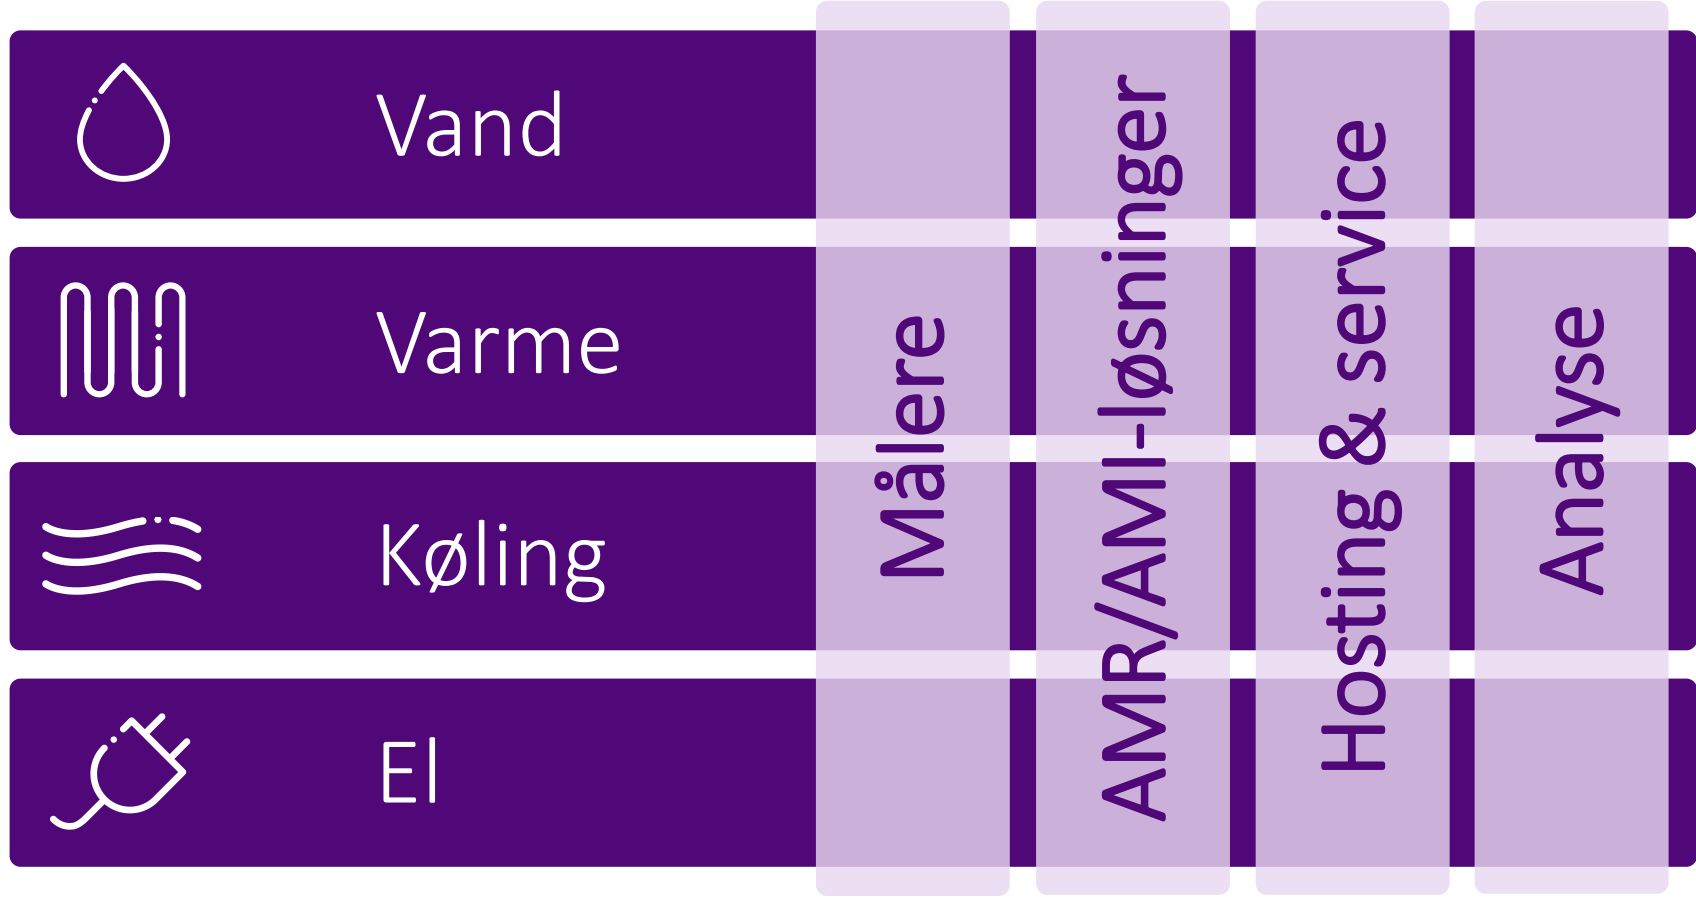 Vand
Varme
Køling
El
Målere
AMR/AMI-løsninger
Hosting & service
Analyse